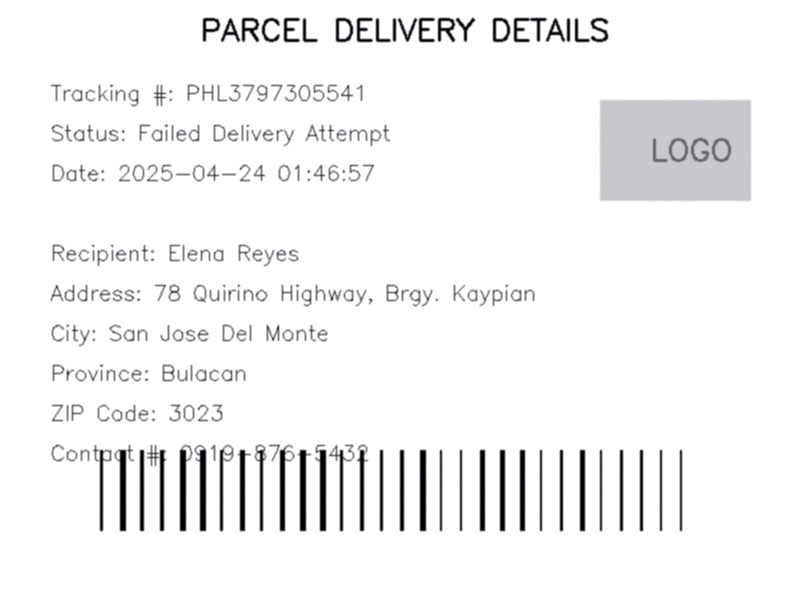 PARCEL DELIVERY DETAILS
Tracking #: PHL3797305541
Status: Failed Delivery Attempt
Date: 2025-04-24 01:46:57
LOGO
Recipient: Elena Reyes
Address: 78 Quirino Highway, Brgy. Kaypian
City: San Jose Del Monte
Province: Bulacan
ZIP Code: 3023
Contact #: 0919-876-5432